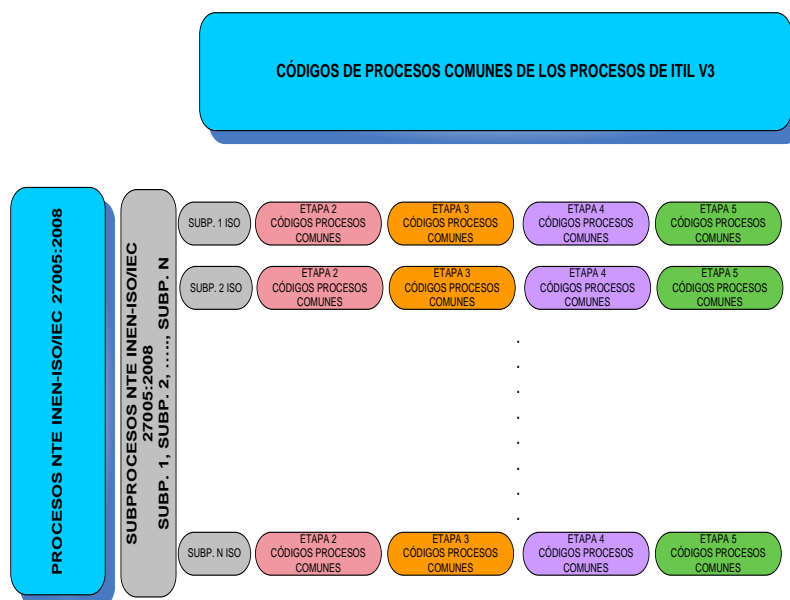 CÓDIGOS DE PROCESOS COMUNES DE LOS PROCESOS DE ITIL V3
PROCESOS NTE INEN-ISO/IEC 27005:2008
SUBPROCESOS NTE INEN-ISO/IEC
27005:2008
SUBP. 1, SUBP. 2, ....., SUBP. N
SUBP. 1 ISO
ETAPA 2
CÓDIGOS PROCESOS
COMUNES
ETAPA 3
CÓDIGOS PROCESOS
COMUNES
ETAPA 4
CÓDIGOS PROCESOS
COMUNES
ETAPA 5
CÓDIGOS PROCESOS
COMUNES
SUBP. 2 ISO
ETAPA 2
CÓDIGOS PROCESOS
COMUNES
ETAPA 3
CÓDIGOS PROCESOS
COMUNES
ETAPA 4
CÓDIGOS PROCESOS
COMUNES
ETAPA 5
CÓDIGOS PROCESOS
COMUNES
.
.
.
.
.
.
.
.
SUBP. N ISO
ETAPA 2
CÓDIGOS PROCESOS
COMUNES
ETAPA 3
CÓDIGOS PROCESOS
COMUNES
ETAPA 4
CÓDIGOS PROCESOS
COMUNES
ETAPA 5
CÓDIGOS PROCESOS
COMUNES